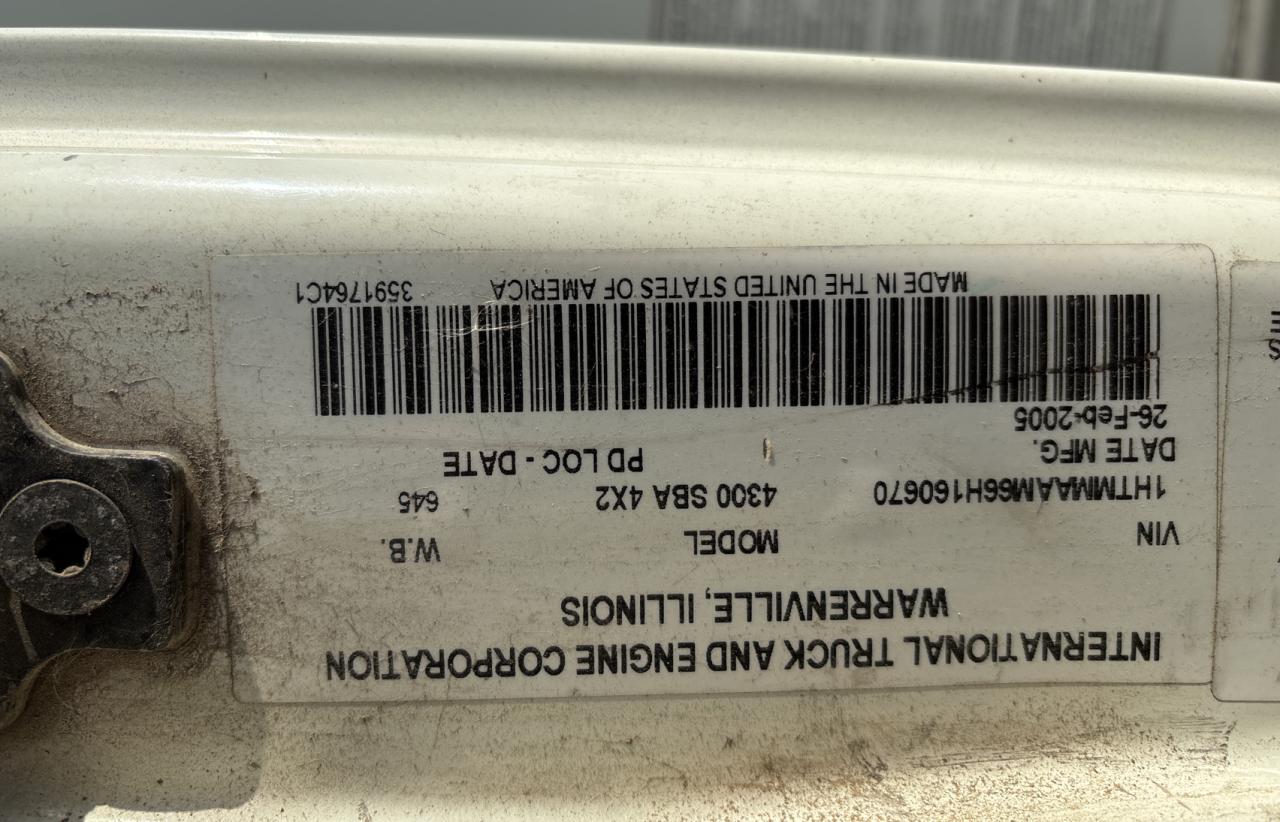 INTERNATIONAL TRUCK AND ENGINE CORPORATION
WARRENVILLE, ILLINOIS
VIN MODEL W.B.
1HTMMAAM66H160670 4300 SBA 4X2 645
DATE MFG. PD LOC - DATE
26-Feb-2005
MADE IN THE UNITED STATES OF AMERICA 3591764C1